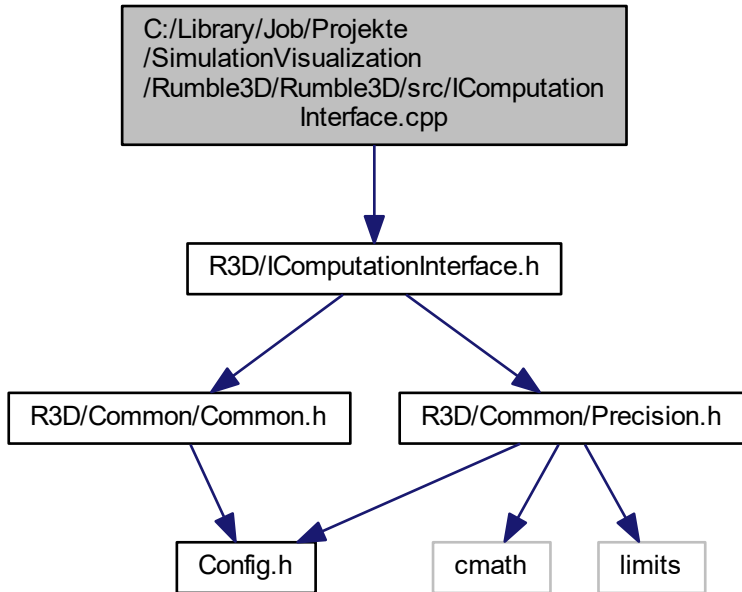 C:/Library/Job/Projekte
/SimulationVisualization
/Rumble3D/Rumble3D/src/IComputation
Interface.cpp
R3D/IComputationInterface.h
R3D/Common/Common.h
R3D/Common/Precision.h
Config.h
cmath
limits